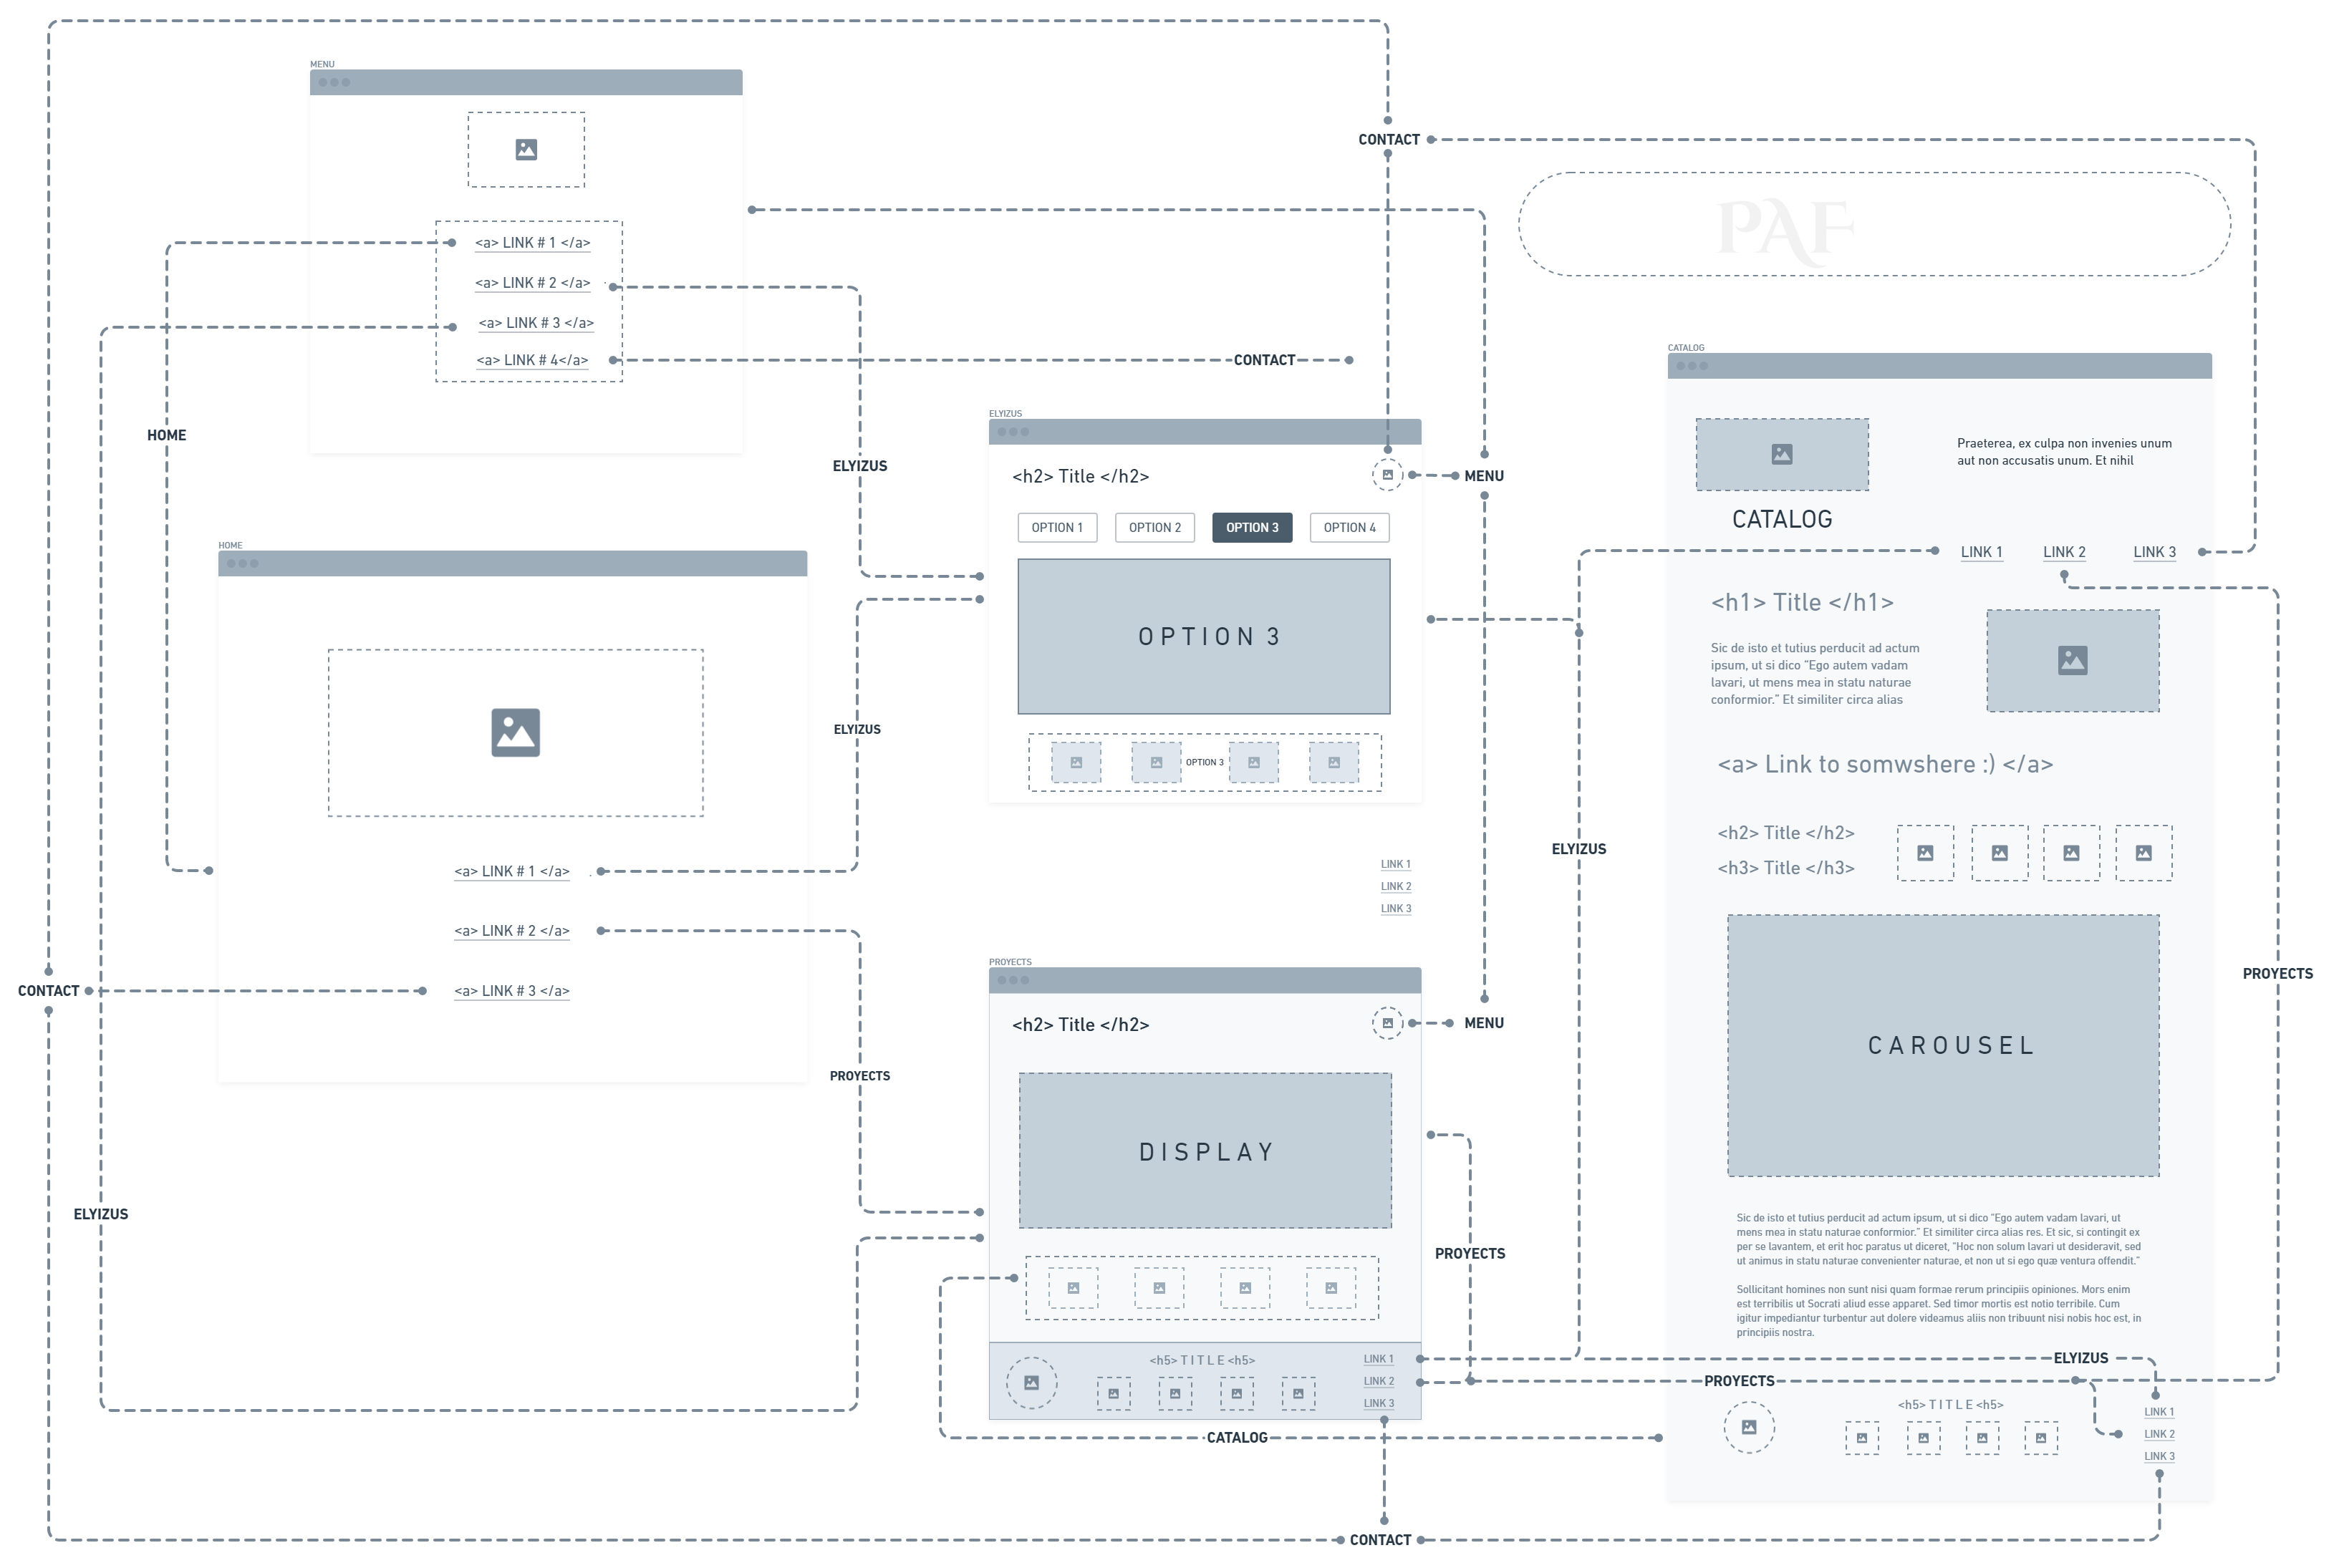 MENU
<a> LINK # 1 </a>
<a> LINK # 2 </a>
<a> LINK # 3 </a>
<a> LINK # 4</a>
HOME
ELYIZUS
CONTACT
CONTACT
PAF
HOME
<a> LINK # 1 </a>
<a> LINK # 2 </a>
<a> LINK # 3 </a>
CONTACT
ELYIZUS
ELYIZUS
PROYECTS
ELYIZUS
<h2> Title </h2>
MENU
OPTION 1
OPTION 2
OPTION 3
OPTION 4
OPTION 3
OPTION 3
LINK 1
LINK 2
LINK 3
ELYIZUS
PROYECTS
<h2> Title </h2>
MENU
DISPLAY
PROYECTS
<h5> TITLE <h5>
LINK 1
LINK 2
LINK 3
CATALOG
CONTACT
CATALOG
Praeterea, ex culpa non invenies unum
aut non accusatis unum. Et nihil
CATALOG
LINK 1
LINK 2
LINK 3
<h1> Title </h1>
Sic de isto et tutius perducit ad actum
ipsum, ut si dico “Ego autem vadam
lavari, ut mens mea in statu naturae
conformior.” Et similiter circa alias
<a> Link to somwshere :) </a>
<h2> Title </h2>
<h3> Title </h3>
CAROUSEL
PROYECTS
Sic de isto et tutius perducit ad actum ipsum, ut si dico “Ego autem vadam lavari, ut
mens mea in statu naturae conformior.” Et similiter circa alias res. Et sic, si contingit ex
per se lavantem, et erit hoc paratus ut diceret, “Hoc non solum lavari ut desideravit, sed
ut animus in statu naturae convenienter naturae, et non ut si ego quæ ventura offendit.”
Sollicitant homines non sunt nisi quam formae rerum principiis opiniones. Mors enim
est terribilis ut Socrati aliud esse apparet. Sed timor mortis est notio terribile. Cum
igitur impediantur turbentur aut dolere videamus aliis non tribuunt nisi nobis hoc est, in
principiis nostra.
ELYIZUS
PROYECTS
<h5> TITLE <h5>
LINK 1
LINK 2
LINK 3